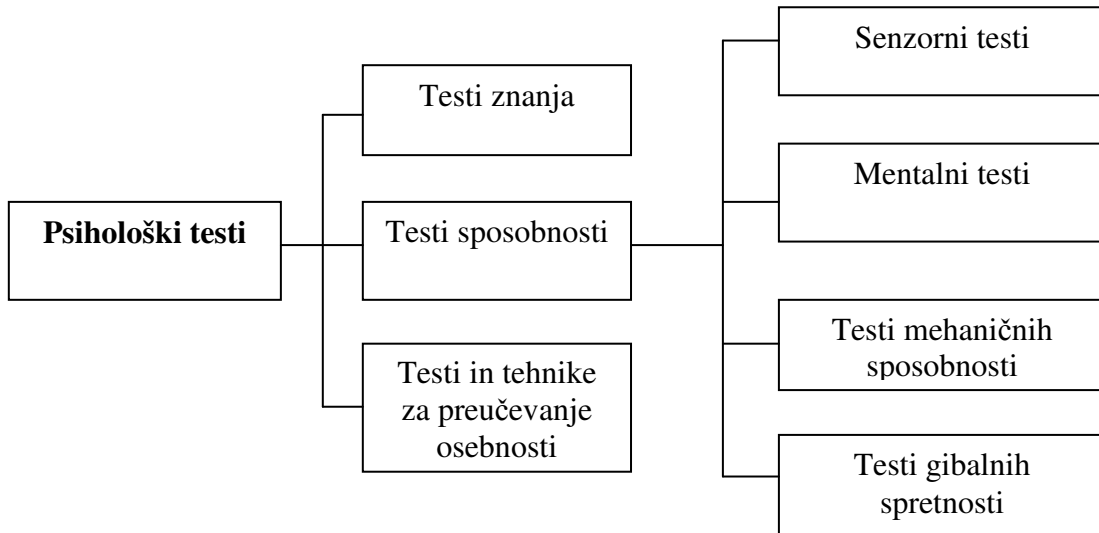 Psihološki testi
Testi znanja
Testi sposobnosti
Testi in tehnike
za preučevanje
osebnosti
Senzorni testi
Mentalni testi
Testi mehaničnih
sposobnosti
Testi gibalnih
spretnosti